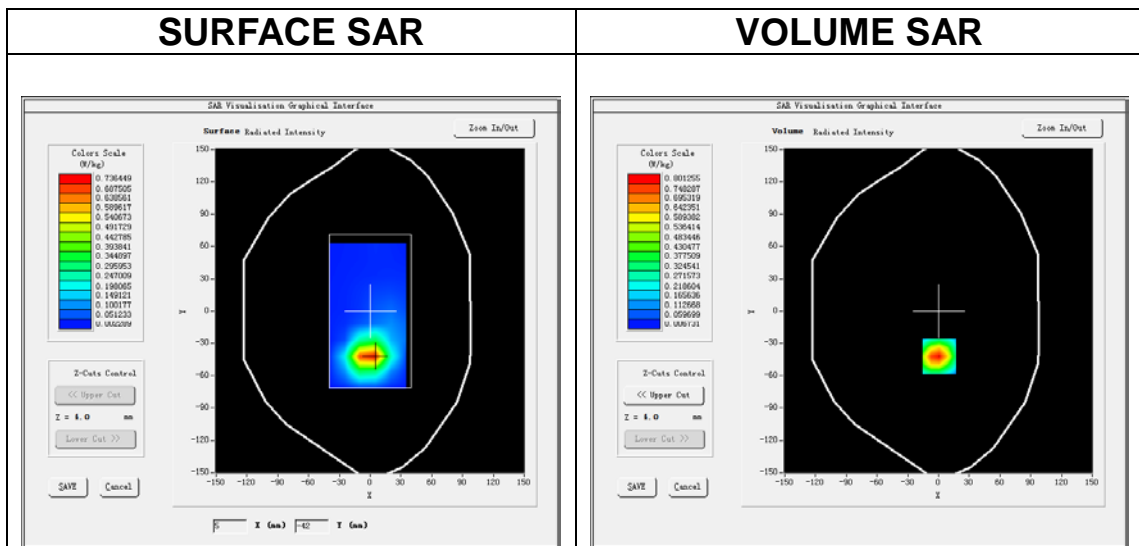 SURFACE SAR
VOLUME SAR
SAR Visualisation Graphical Interface
Surface Radiated Intensity
Zoom In/Out
Colors Scale
(W/kg)
0.736449
0.687505
0.638561
0.589617
0.540673
0.491729
0.442785
0.393841
0.344897
0.295953
0.247009
0.198065
0.149121
0.100177
0.051233
0.002289
Z-Cuts Control
<< Upper Cut
Z = 4.0 mm
Lower Cut >>
SAVE
Cancel
150
120
90
60
30
0
-30
-60
-90
-120
-150
Y
-150 -120 -90 -60 -30 0 30 60 90 120 150
X
5 X (mm) -42 Y (mm)
SAR Visualisation Graphical Interface
Volume Radiated Intensity
Zoom In/Out
Colors Scale
(W/kg)
0.801255
0.748287
0.695319
0.642351
0.589382
0.536414
0.483446
0.430477
0.377509
0.324541
0.271573
0.218604
0.165636
0.112668
0.059699
0.006731
Z-Cuts Control
<< Upper Cut
Z = 4.0 mm
Lower Cut >>
SAVE
Cancel
150
120
90
60
30
0
-30
-60
-90
-120
-150
Y
-150 -120 -90 -60 -30 0 30 60 90 120 150
X